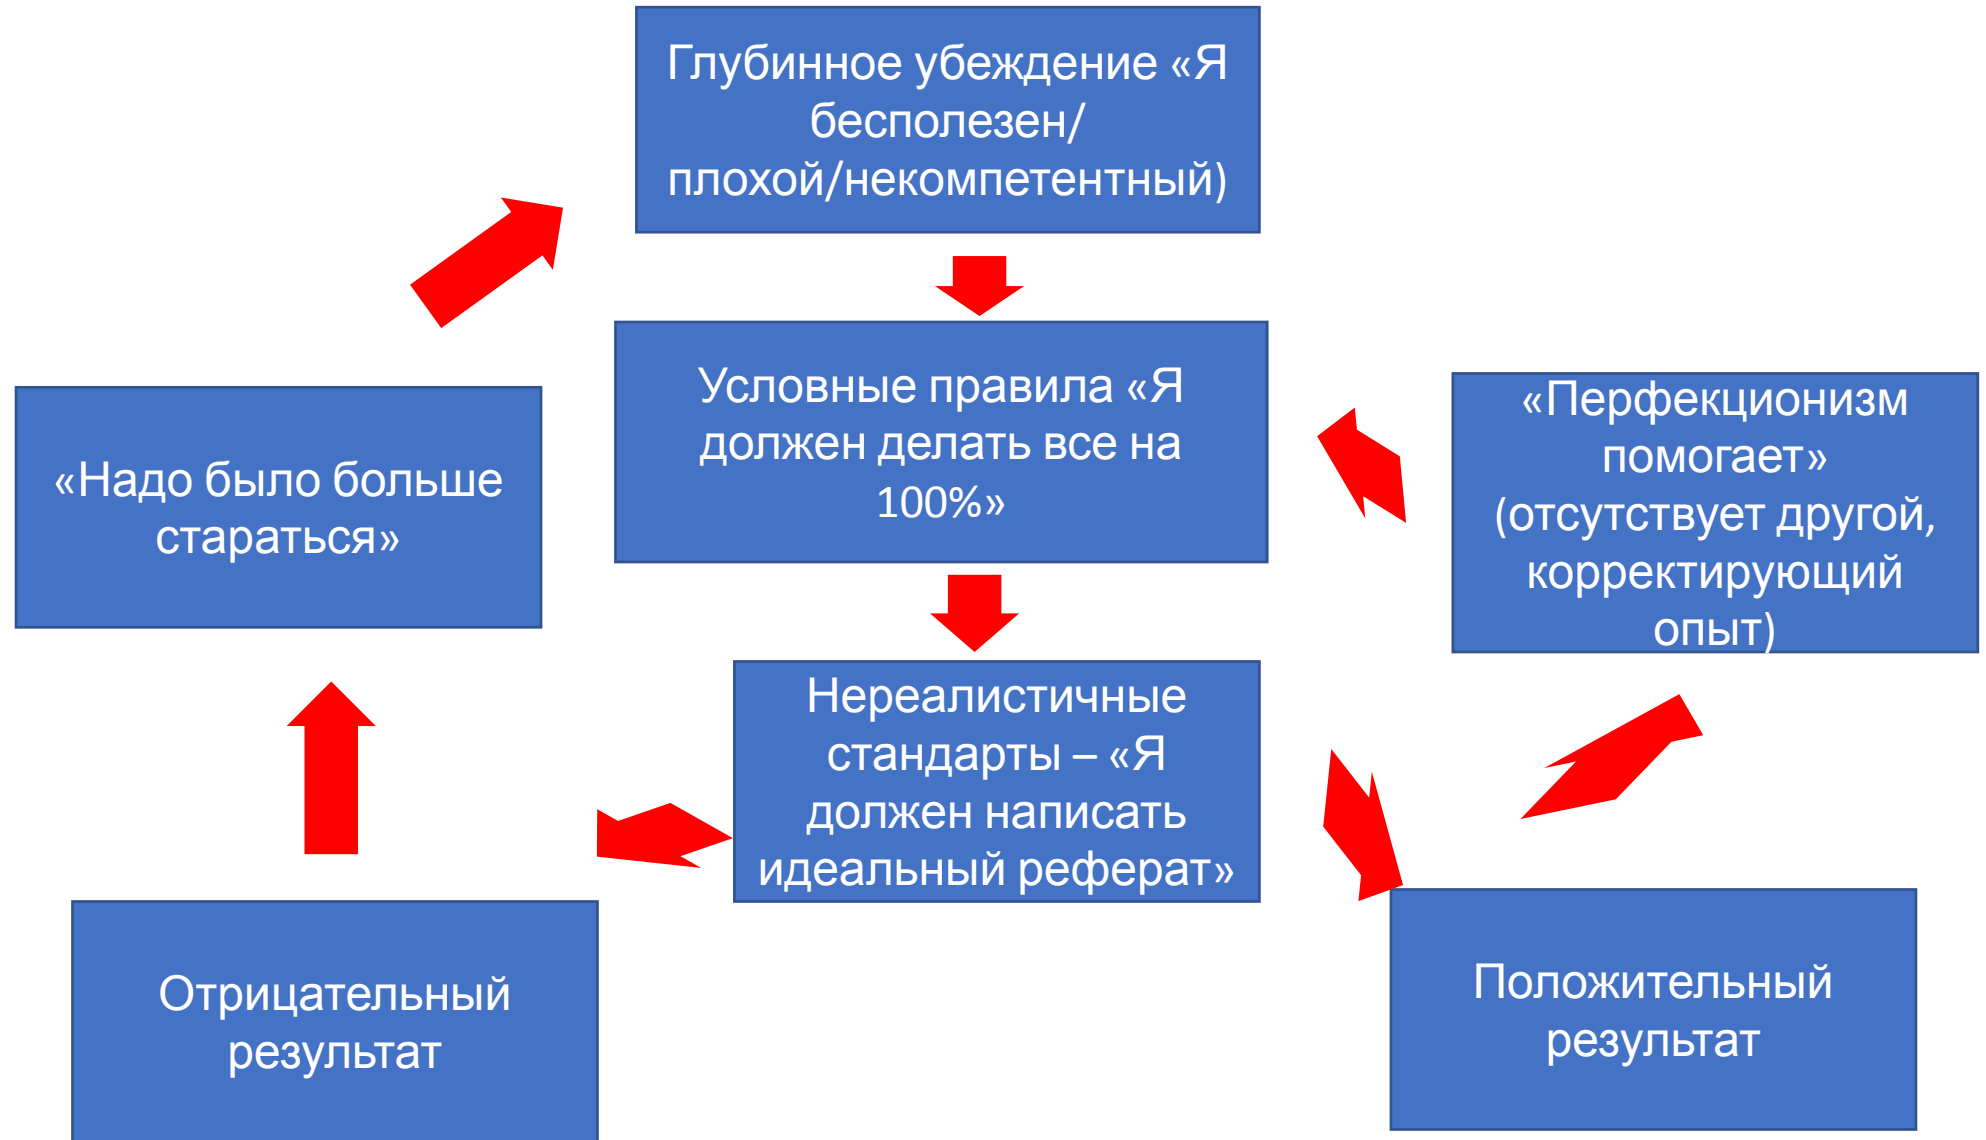 Глубинное убеждение «Я
бесполезен/
плохой/некомпетентный)
Условные правила «Я
должен делать все на
100%»
«Надо было больше
стараться»
«Перфекционизм
помогает»
(отсутствует другой,
корректирующий
опыт)
Нереалистичные
стандарты – «Я
должен написать
идеальный реферат»
Отрицательный
результат
Положительный
результат